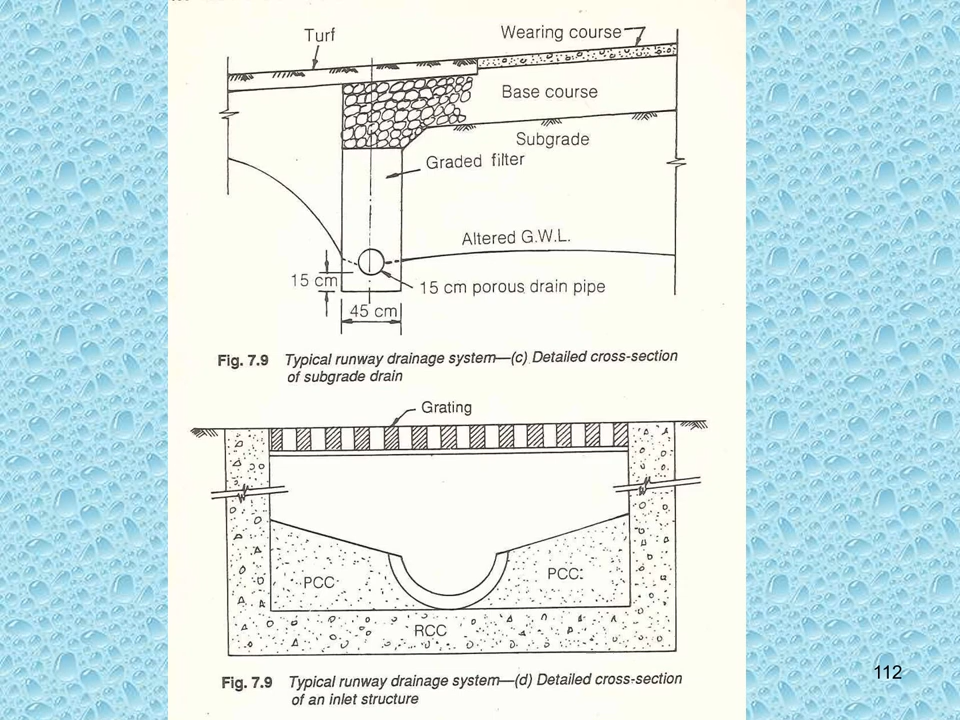 Turf
Wearing course
Base course
Subgrade
Graded filter
Altered G.W.L.
15 cm
15 cm porous drain pipe
45 cm
Fig. 7.9 Typical runway drainage system—(c) Detailed cross-section
of subgrade drain
Grating
PCC
PCC
RCC
Fig. 7.9 Typical runway drainage system—(d) Detailed cross-section
of an inlet structure
112